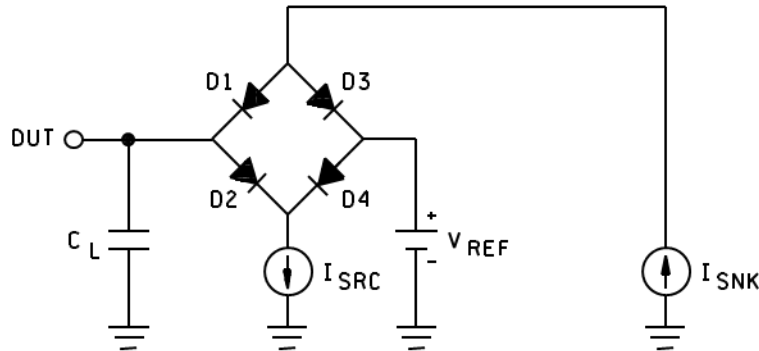 D1
D3
DUT
D2
D4
C L
+
V REF
-
I SRC
I SNK